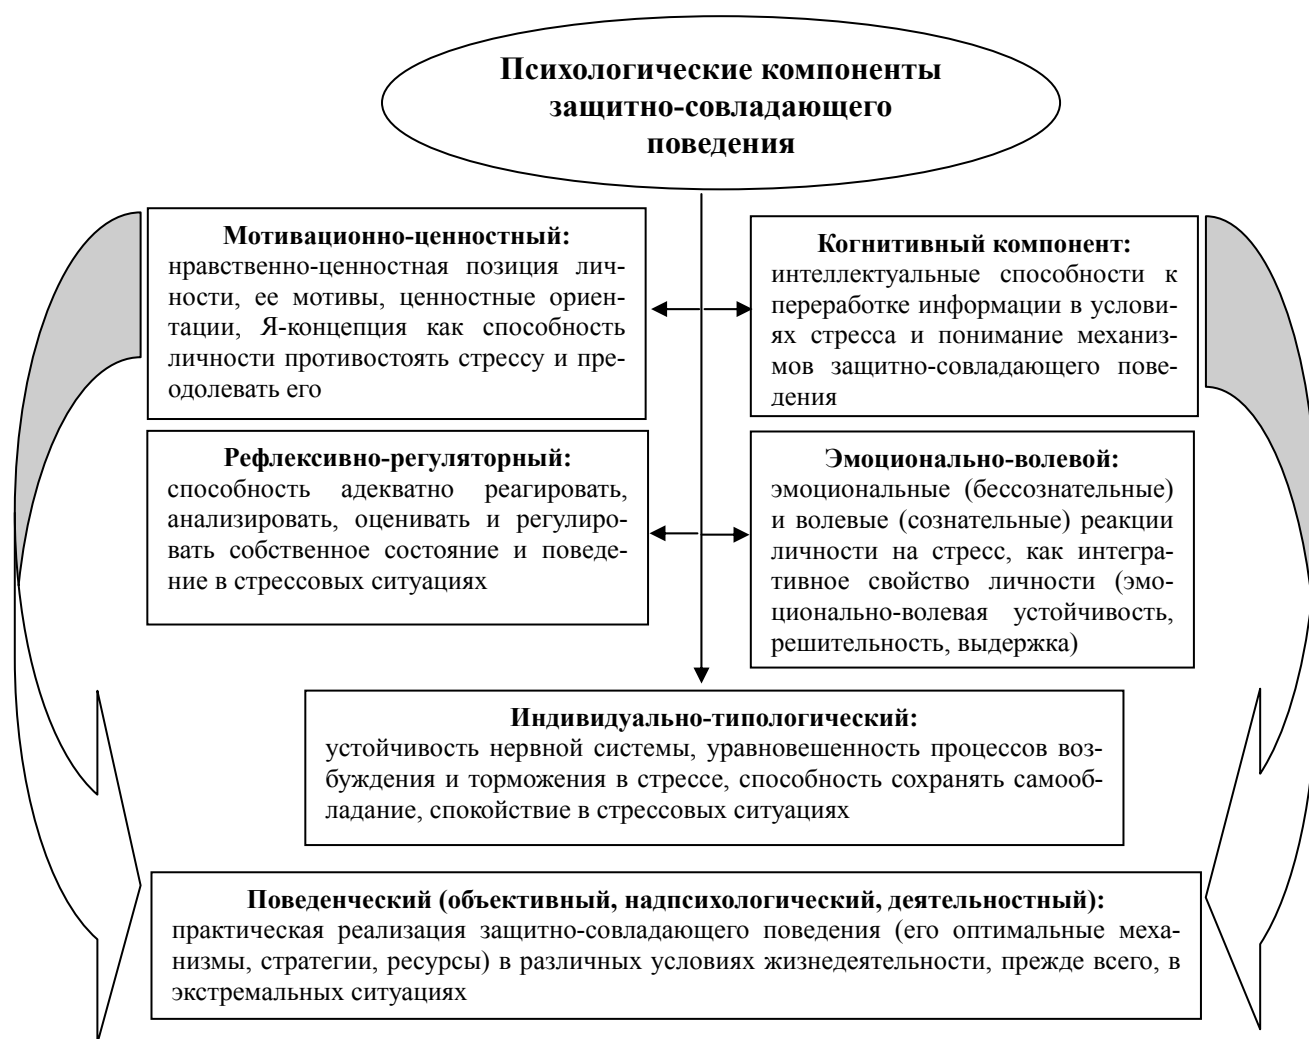 Психологические компоненты
защитно-совладающего
поведения
Мотивационно-ценностный:
нравственно-ценностная позиция лич-
ности, ее мотивы, ценностные ориен-
тации, Я-концепция как способность
личности противостоять стрессу и пре-
одолевать его
Когнитивный компонент:
интеллектуальные способности к
переработке информации в услови-
ях стресса и понимание механиз-
мов защитно-совладающего пове-
дения
Рефлексивно-регуляторный:
способность адекватно реагировать,
анализировать, оценивать и регулиро-
вать собственное состояние и поведе-
ние в стрессовых ситуациях
Эмоционально-волевой:
эмоциональные (бессознательные)
и волевые (сознательные) реакции
личности на стресс, как интегра-
тивное свойство личности (эмо-
ционально-волевая устойчивость,
решительность, выдержка)
Индивидуально-типологический:
устойчивость нервной системы, уравновешенность процессов воз-
буждения и торможения в стрессе, способность сохранять самооб-
ладание, спокойствие в стрессовых ситуациях
Поведенческий (объективный, надпсихологический, деятельностный):
практическая реализация защитно-совладающего поведения (его оптимальные меха-
низмы, стратегии, ресурсы) в различных условиях жизнедеятельности, прежде всего, в
экстремальных ситуациях